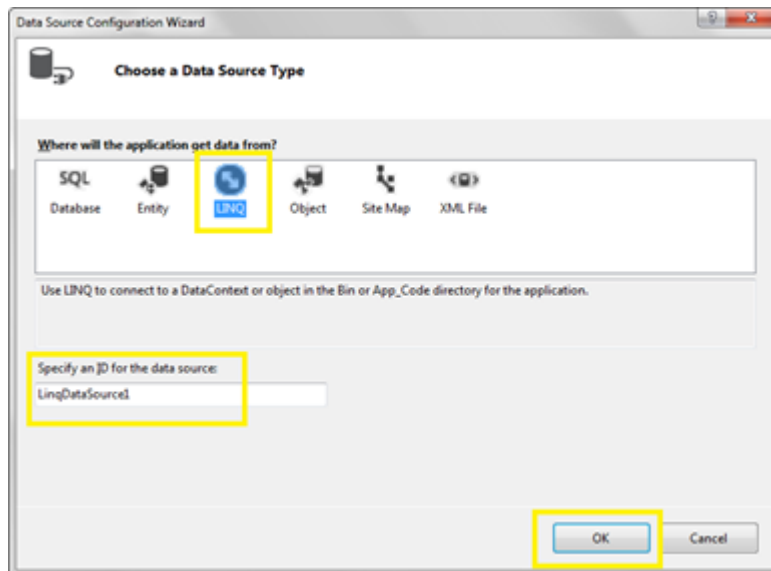 Data Source Configuration Wizard
Choose a Data Source Type
Where will the application get data from?
SQL
Database
Entity
LINQ
Object
Site Map
XML File
Use LINQ to connect to a DataContext or object in the Bin or App_Code directory for the application.
Specify an ID for the data source:
LinqDataSource1
OK
Cancel